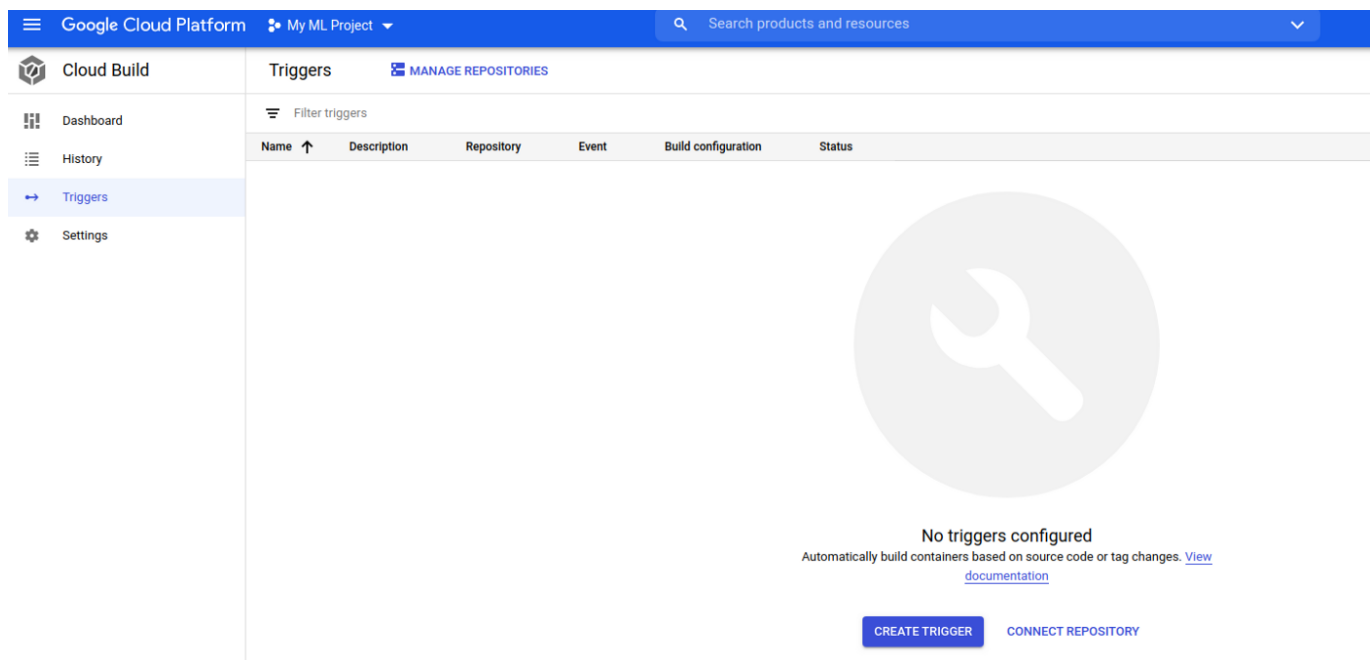 Google Cloud Platform My ML Project Search products and resources
Cloud Build Triggers MANAGE REPOSITORIES
Dashboard Filter triggers
Name Description Repository Event Build configuration Status
History
Triggers
Settings
No triggers configured
Automatically build containers based on source code or tag changes. View
documentation
CREATE TRIGGER CONNECT REPOSITORY